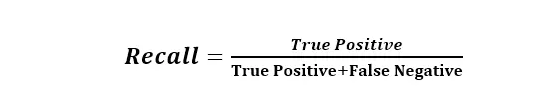 Recall = True Positive / True Positive+False Negative